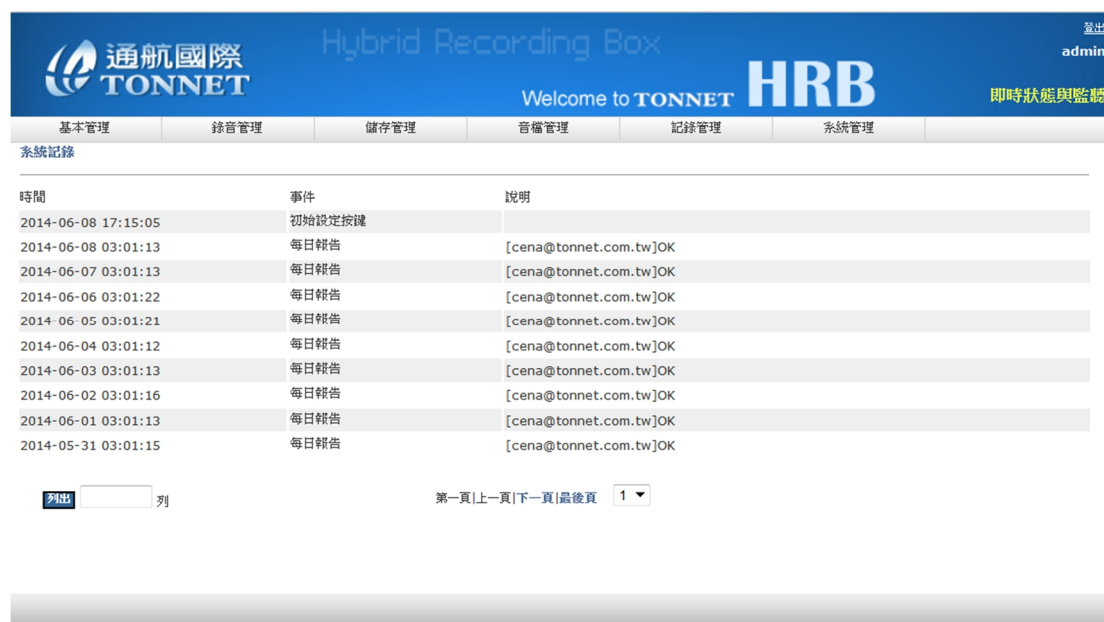 Hybrid Recording Box
登出
通航國際
TONNET
admin
Welcome to TONNET HRB
即時狀態與監聽
基本管理 錄音管理 儲存管理 音檔管理 記錄管理 系統管理
系統記錄
時間 事件 說明
2014-06-08 17:15:05 初始設定按鍵
2014-06-08 03:01:13 每日報告 [cena@tonnet.com.tw]OK
2014-06-07 03:01:13 每日報告 [cena@tonnet.com.tw]OK
2014-06-06 03:01:22 每日報告 [cena@tonnet.com.tw]OK
2014-06-05 03:01:21 每日報告 [cena@tonnet.com.tw]OK
2014-06-04 03:01:12 每日報告 [cena@tonnet.com.tw]OK
2014-06-03 03:01:13 每日報告 [cena@tonnet.com.tw]OK
2014-06-02 03:01:16 每日報告 [cena@tonnet.com.tw]OK
2014-06-01 03:01:13 每日報告 [cena@tonnet.com.tw]OK
2014-05-31 03:01:15 每日報告 [cena@tonnet.com.tw]OK
列出 列 第一頁|上一頁|下一頁|最後頁 1